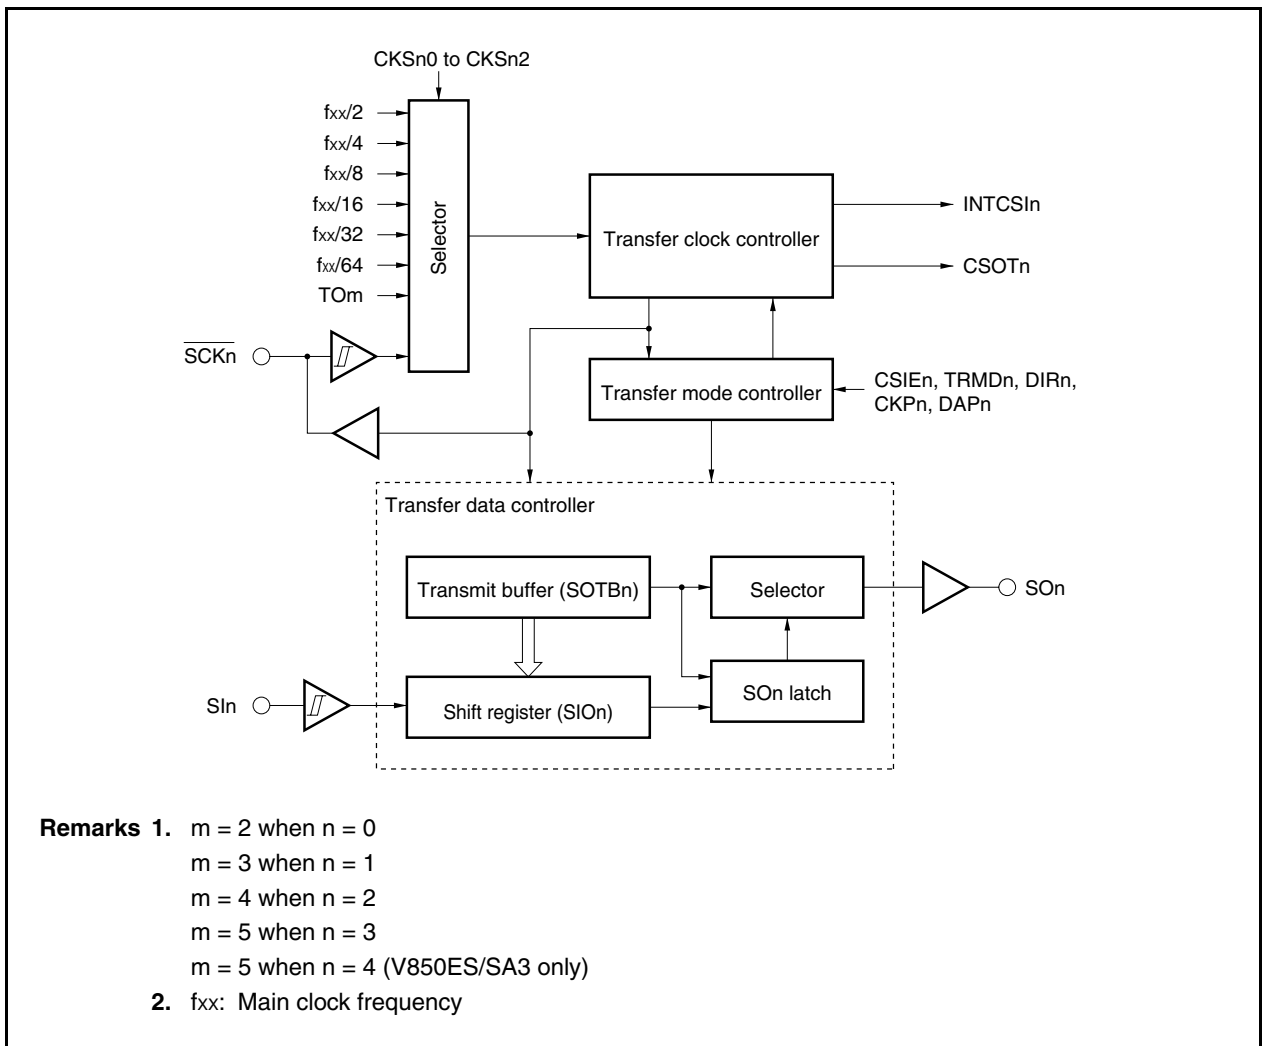 CKSn0 to CKSn2
fxx/2
fxx/4
fxx/8
fxx/16
fxx/32
fxx/64
TOm
SCKn
Selector
Transfer clock controller
INTCSIn
CSOTn
Transfer mode controller
CSIEn, TRMDn, DIRn,
CKPn, DAPn
Transfer data controller
Transmit buffer (SOTBn)
Selector
SOn
SIn
Shift register (SIOn)
SOn latch
Remarks 1. m = 2 when n = 0
m = 3 when n = 1
m = 4 when n = 2
m = 5 when n = 3
m = 5 when n = 4 (V850ES/SA3 only)
2. fxx: Main clock frequency